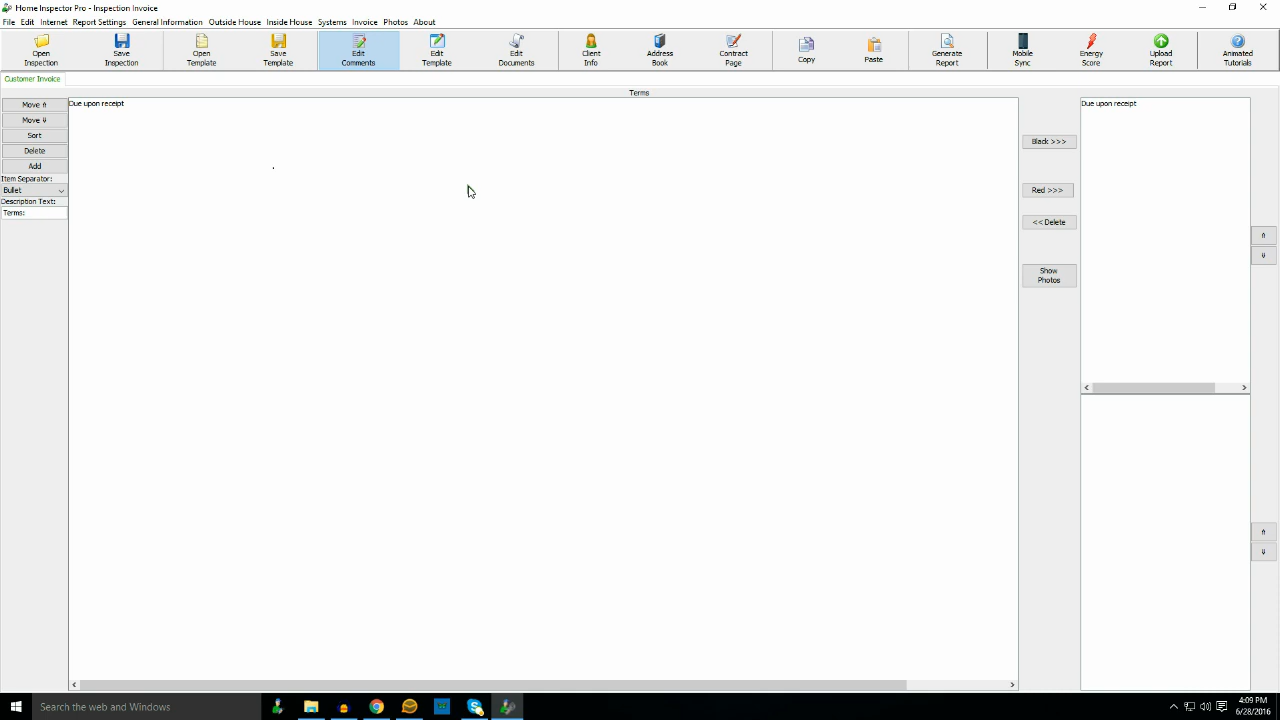 Home Inspector Pro - Inspection Invoice
File Edit Internet Report Settings General Information Outside House Inside House Systems Invoice Photos About
Open Inspection
Save Inspection
Open Template
Save Template
Edit Comments
Edit Template
Edit Documents
Client Info
Address Book
Contract Page
Copy
Paste
Generate Report
Mobile Sync
Energy Score
Upload Report
Animated Tutorials
Customer Invoice
Terms
Move
Move
Sort
Delete
Add
Item Separator:
Bullet
Description Text:
Terms:
Due upon receipt
Black >>>
Red >>>
<< Delete
Show
Photos
Due upon receipt
Search the web and Windows
4:09 PM
6/28/2016